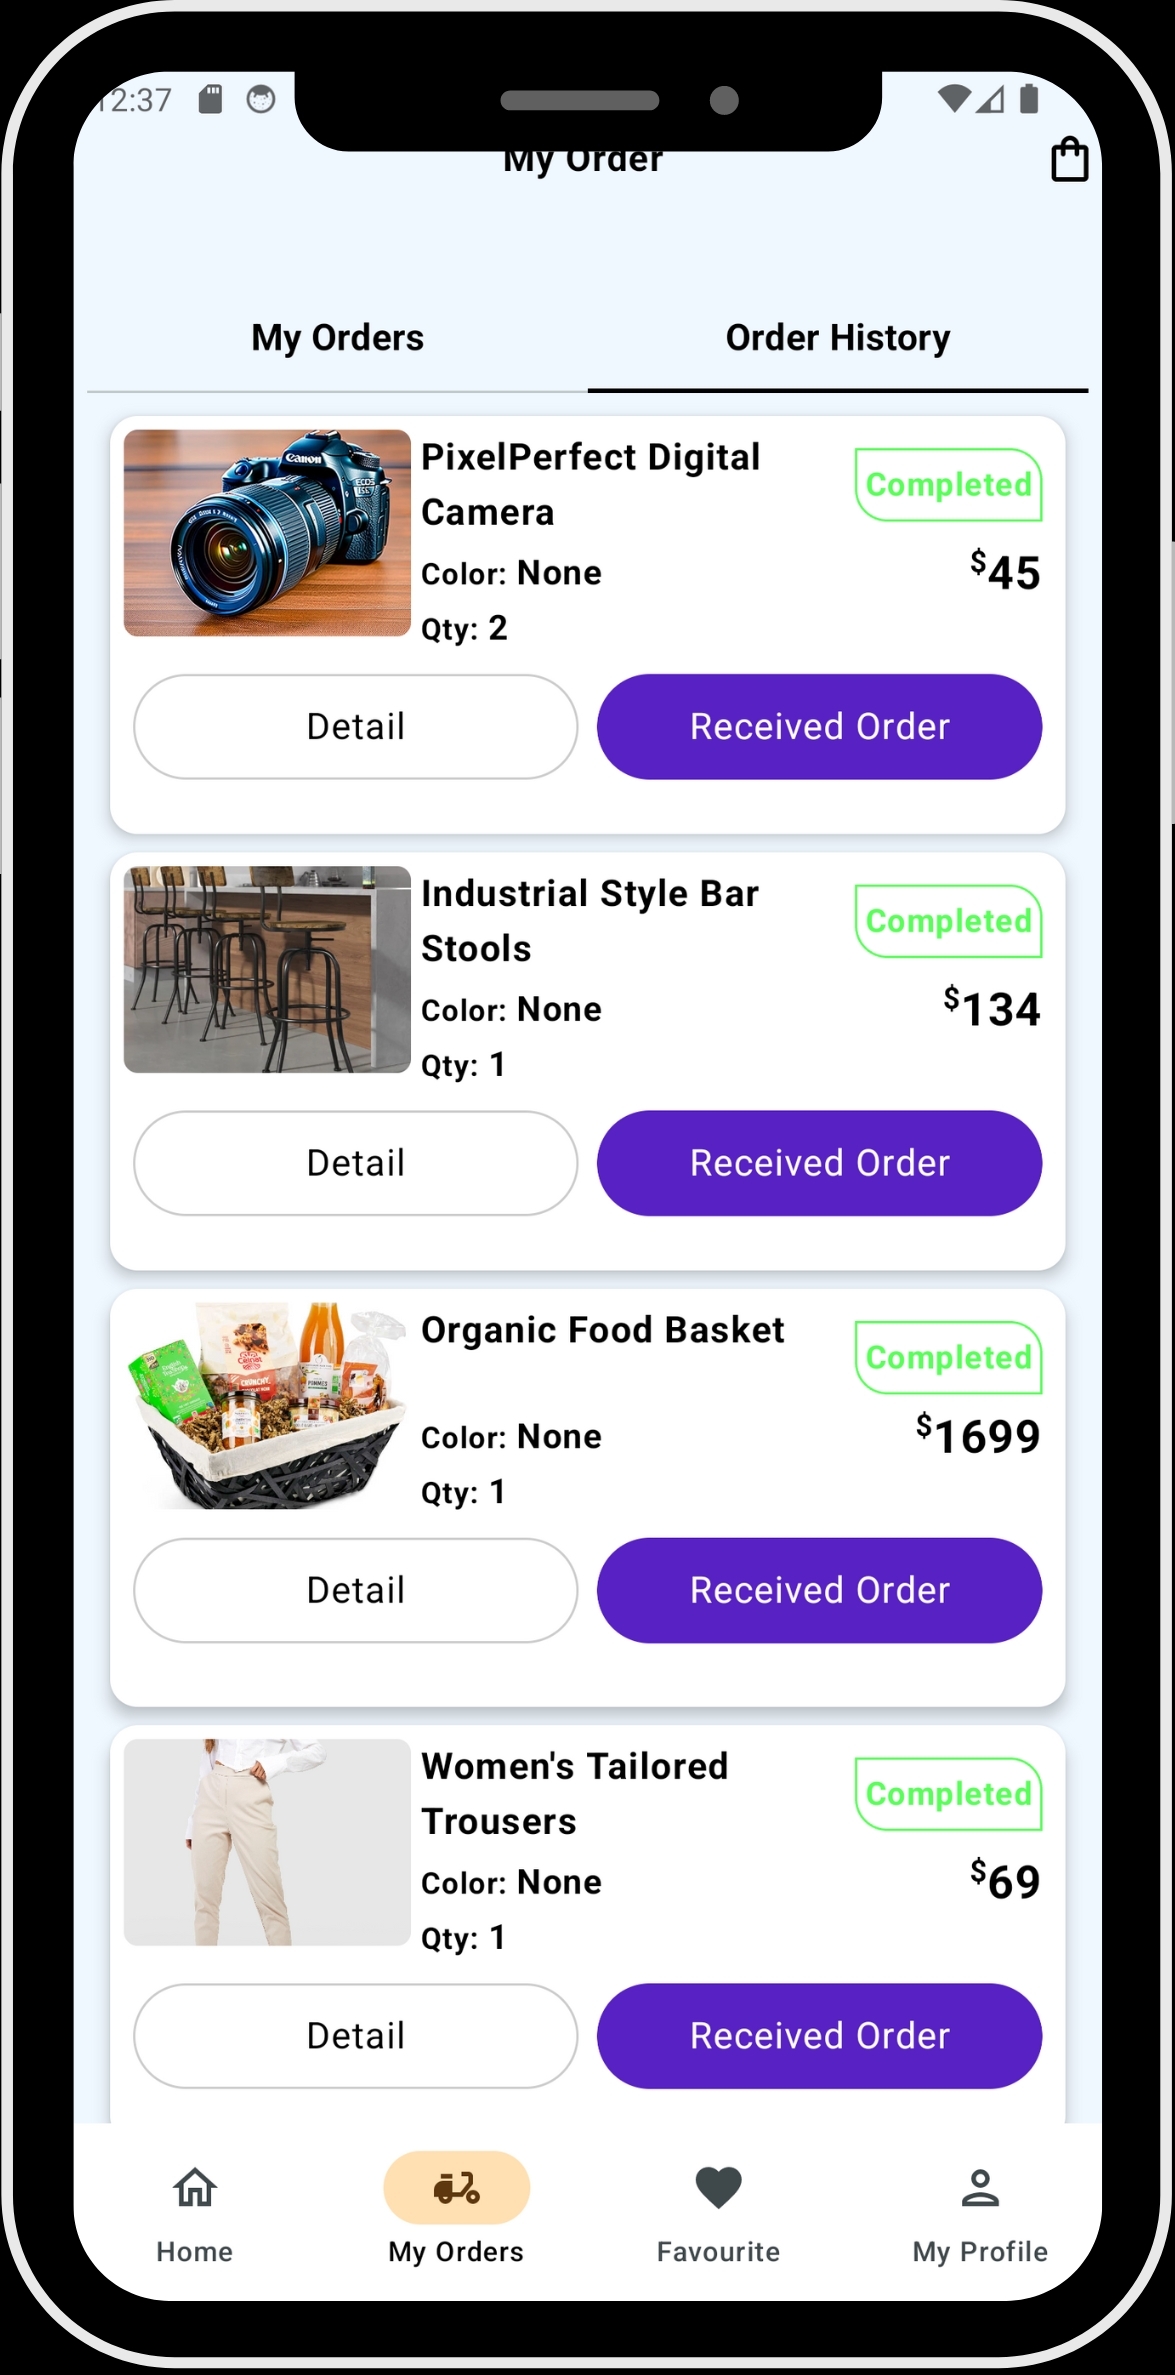 12:37
My Order
My Orders
Order History
Canon
PixelPerfect Digital
Camera
Completed
Color: None
$45
Qty: 2
Detail
Received Order
Industrial Style Bar
Stools
Completed
Color: None
$134
Qty: 1
Detail
Received Order
Organic Food Basket
Completed
Color: None
$1699
Qty: 1
Detail
Received Order
Women's Tailored
Trousers
Completed
Color: None
$69
Qty: 1
Detail
Received Order
Home
My Orders
Favourite
My Profile